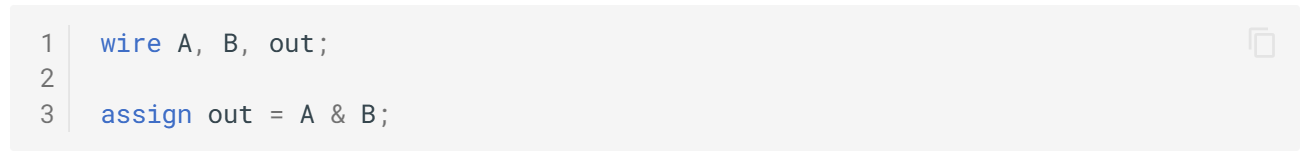 1 wire A, B, out;
2
3 assign out = A & B;